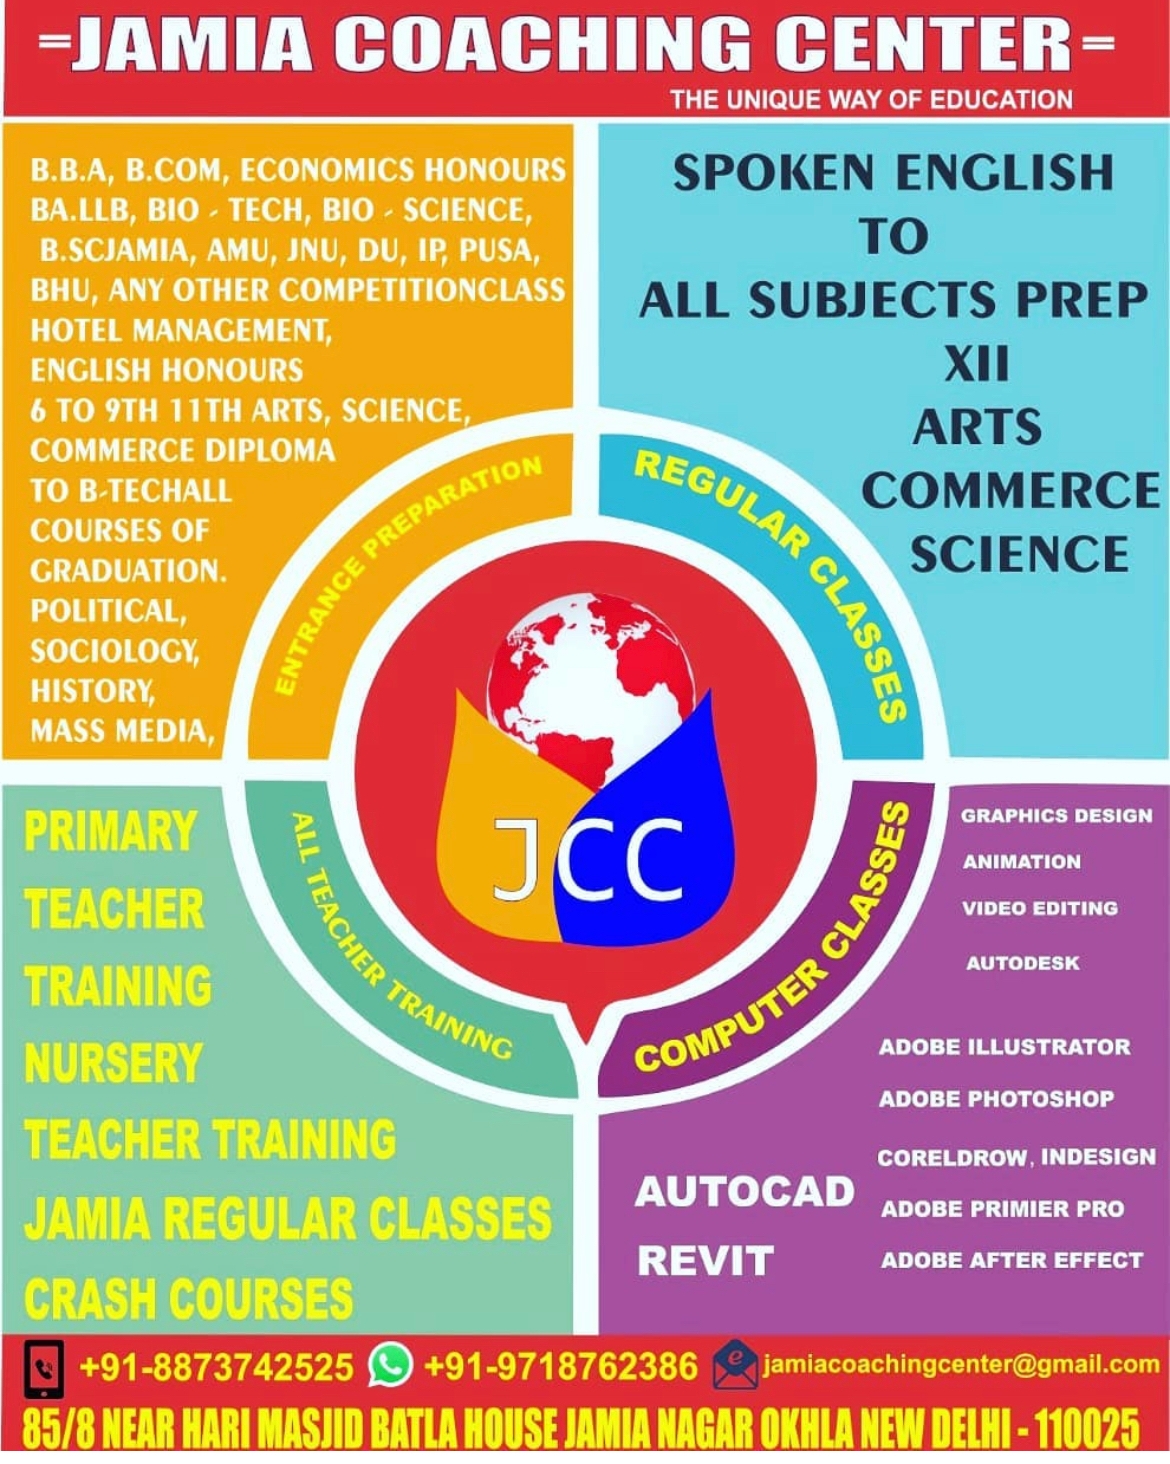 =JAMIA COACHING CENTER=
THE UNIQUE WAY OF EDUCATION
B.B.A, B.COM, ECONOMICS HONOURS
BA.LLB, BIO - TECH, BIO - SCIENCE,
B.SCJAMIA, AMU, JNU, DU, IP, PUSA,
BHU, ANY OTHER COMPETITIONCLASS
HOTEL MANAGEMENT,
ENGLISH HONOURS
6 TO 9TH 11TH ARTS, SCIENCE,
COMMERCE DIPLOMA
TO B-TECHALL
COURSES OF
GRADUATION.
POLITICAL,
SOCIOLOGY,
HISTORY,
MASS MEDIA,
ENTRANCE PREPARATION
SPOKEN ENGLISH
TO
ALL SUBJECTS PREP
XII
ARTS
COMMERCE
SCIENCE
REGULAR CLASSES
JCC
PRIMARY
TEACHER
TRAINING
NURSERY
TEACHER TRAINING
JAMIA REGULAR CLASSES
CRASH COURSES
ALL TEACHER TRAINING
COMPUTER CLASSES
GRAPHICS DESIGN
ANIMATION
VIDEO EDITING
AUTODESK
ADOBE ILLUSTRATOR
ADOBE PHOTOSHOP
CORELDROW, INDESIGN
ADOBE PRIMIER PRO
ADOBE AFTER EFFECT
AUTOCAD
REVIT
+91-8873742525 +91-9718762386 e jamiacoachingcenter@gmail.com
85/8 NEAR HARI MASJID BATLA HOUSE JAMIA NAGAR OKHLA NEW DELHI - 110025